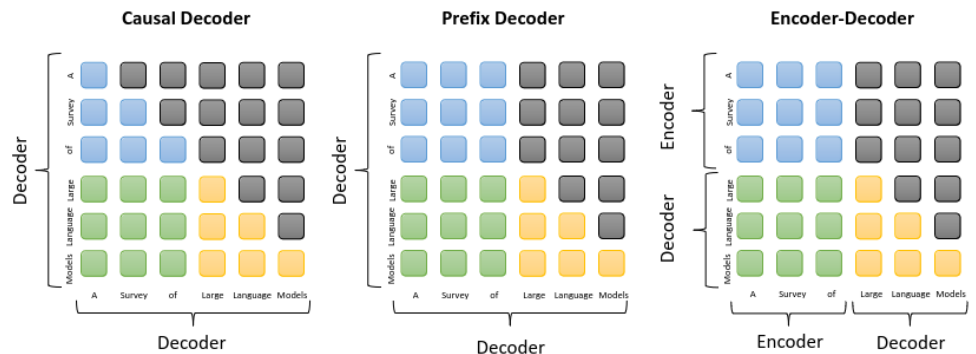 Causal Decoder
Prefix Decoder
Encoder-Decoder
Decoder
A
Survey
of
Large
Language
Models
A Survey of Large Language Models
Decoder
Decoder
A
Survey
of
Large
Language
Models
A Survey of Large Language Models
Decoder
Encoder
Decoder
A
Survey
of
Large
Language
Models
A Survey of Large Language Models
Encoder Decoder